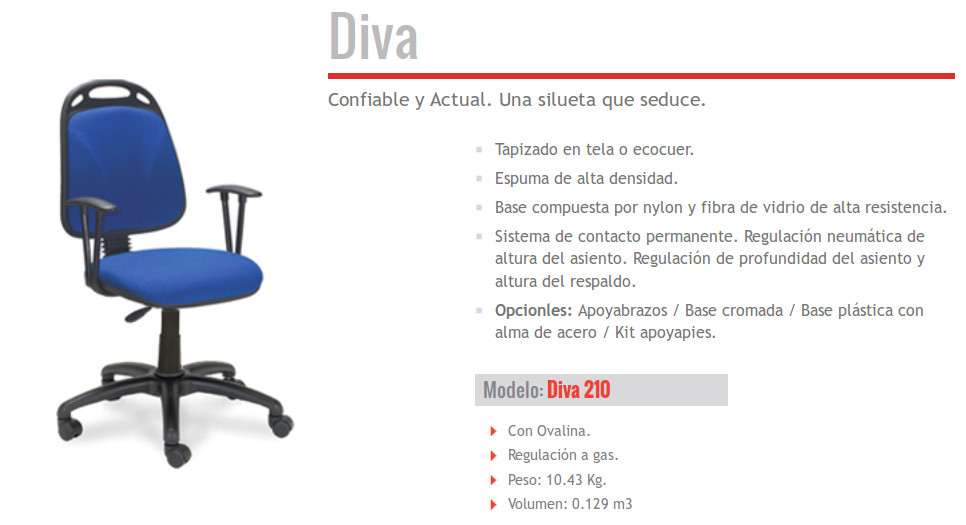 Diva
Confiable y Actual. Una silueta que seduce.
Tapizado en tela o ecocuer.
Espuma de alta densidad.
Base compuesta por nylon y fibra de vidrio de alta resistencia.
Sistema de contacto permanente. Regulación neumática de
altura del asiento. Regulación de profundidad del asiento y
altura del respaldo.
Opcionles: Apoyabrazos / Base cromada / Base plástica con
alma de acero / Kit apoyapies.
Modelo: Diva 210
Con Ovalina.
Regulación a gas.
Peso: 10.43 Kg.
Volumen: 0.129 m3